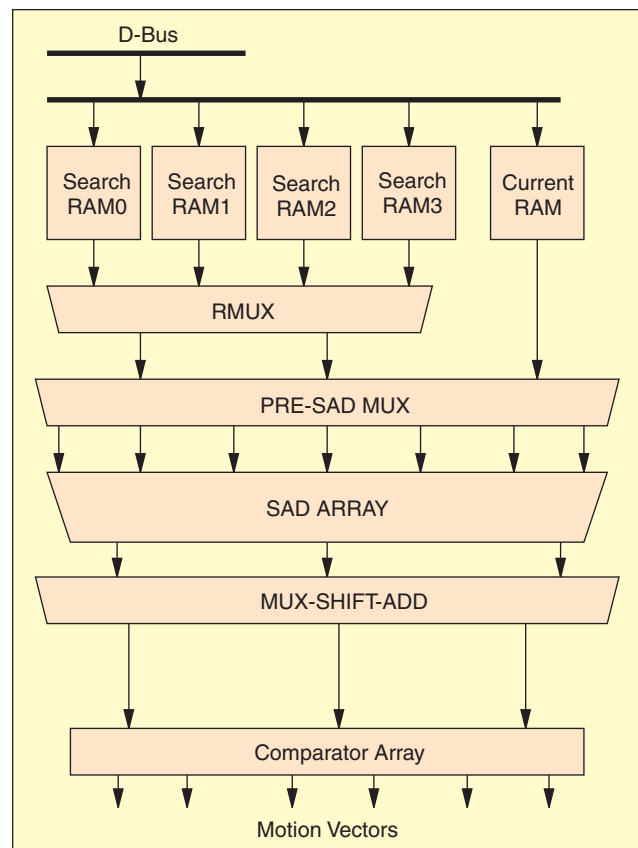 D-Bus
Search
RAM0
Search
RAM1
Search
RAM2
Search
RAM3
Current
RAM
RMUX
PRE-SAD MUX
SAD ARRAY
MUX-SHIFT-ADD
Comparator Array
Motion Vectors